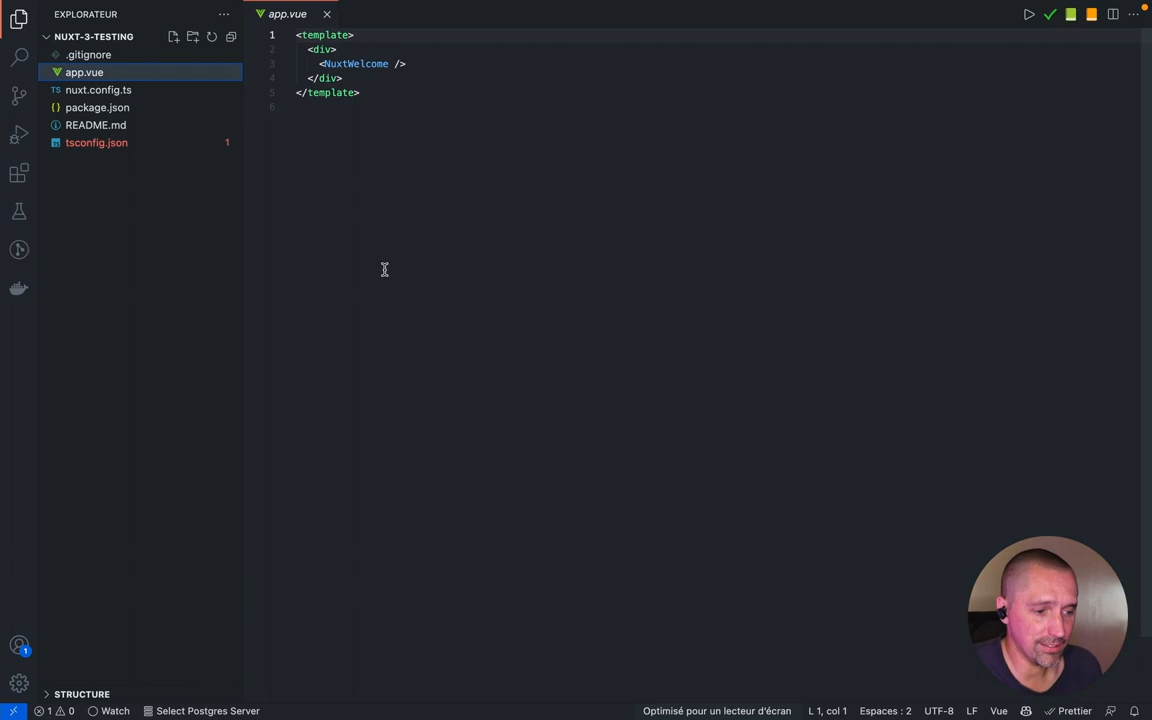 EXPLORATEUR
app.vue
NUXT-3-TESTING
.gitignore
app.vue
TS nuxt.config.ts
{ } package.json
README.md
tsconfig.json 1
1 <template>
2 <div>
3 <NuxtWelcome />
4 </div>
5 </template>
6
1
STRUCTURE
1 0 Watch Select Postgres Server Optimisé pour un lecteur d'écran L 1, col 1 Espaces : 2 UTF-8 LF Vue Prettier